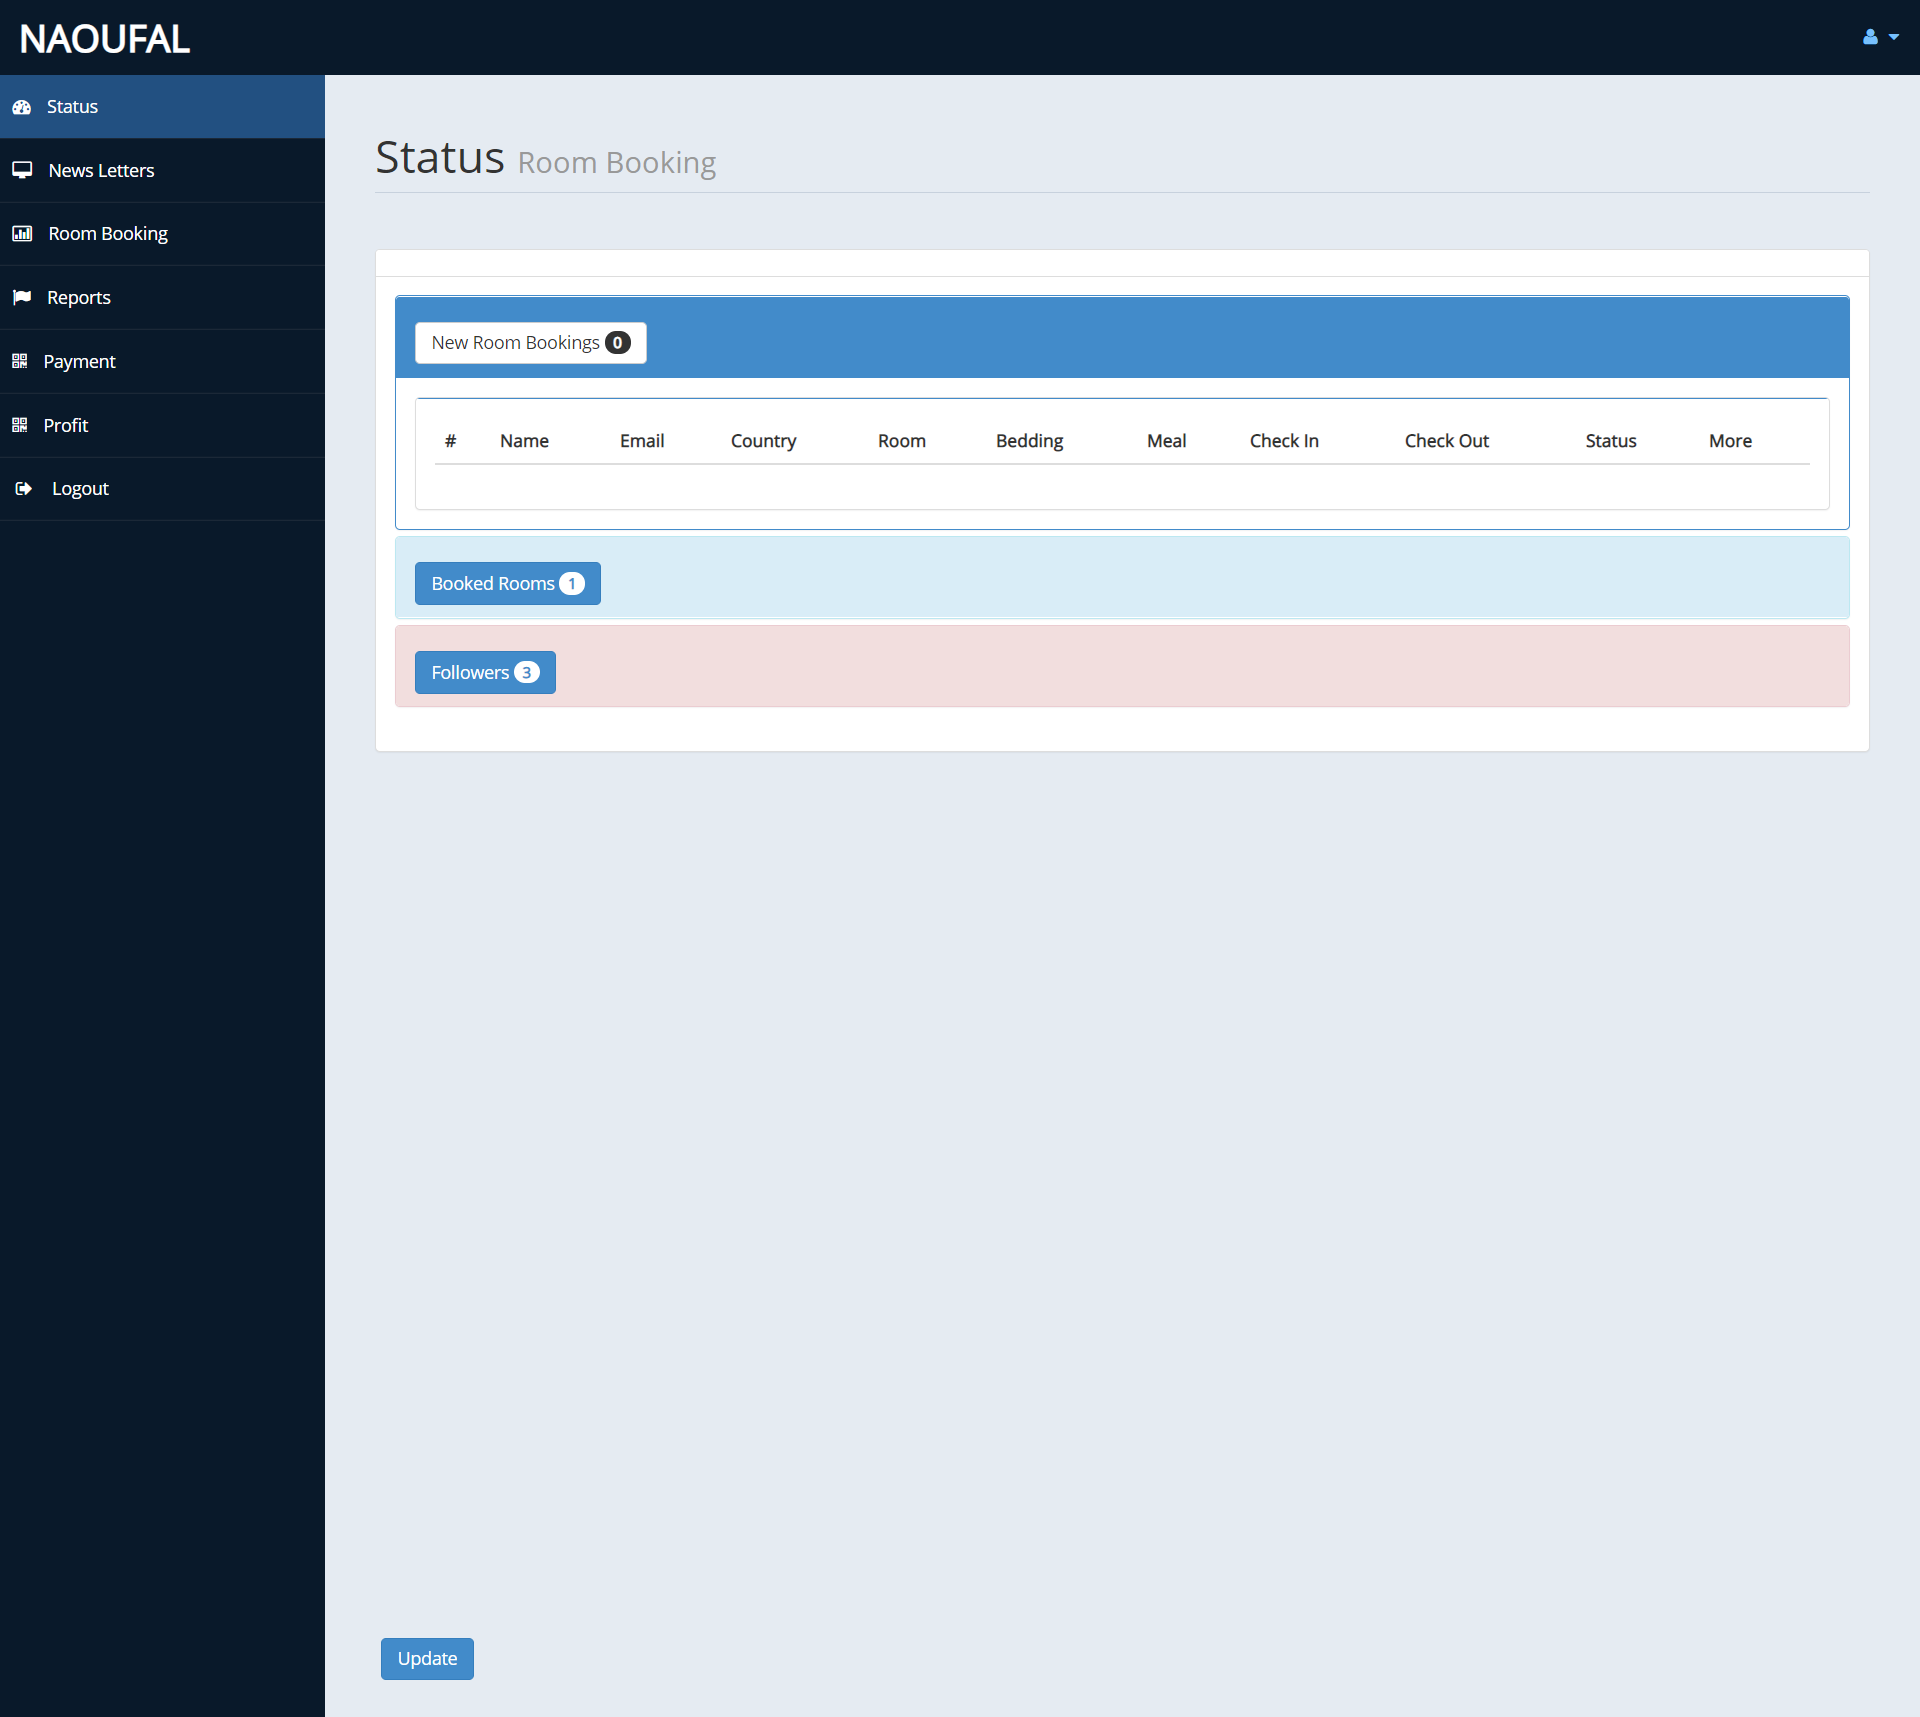 NAOUFAL
Status
News Letters
Room Booking
Reports
Payment
Profit
Logout
Status Room Booking
New Room Bookings 0
# Name Email Country Room Bedding Meal Check In Check Out Status More
Booked Rooms 1
Followers 3
Update